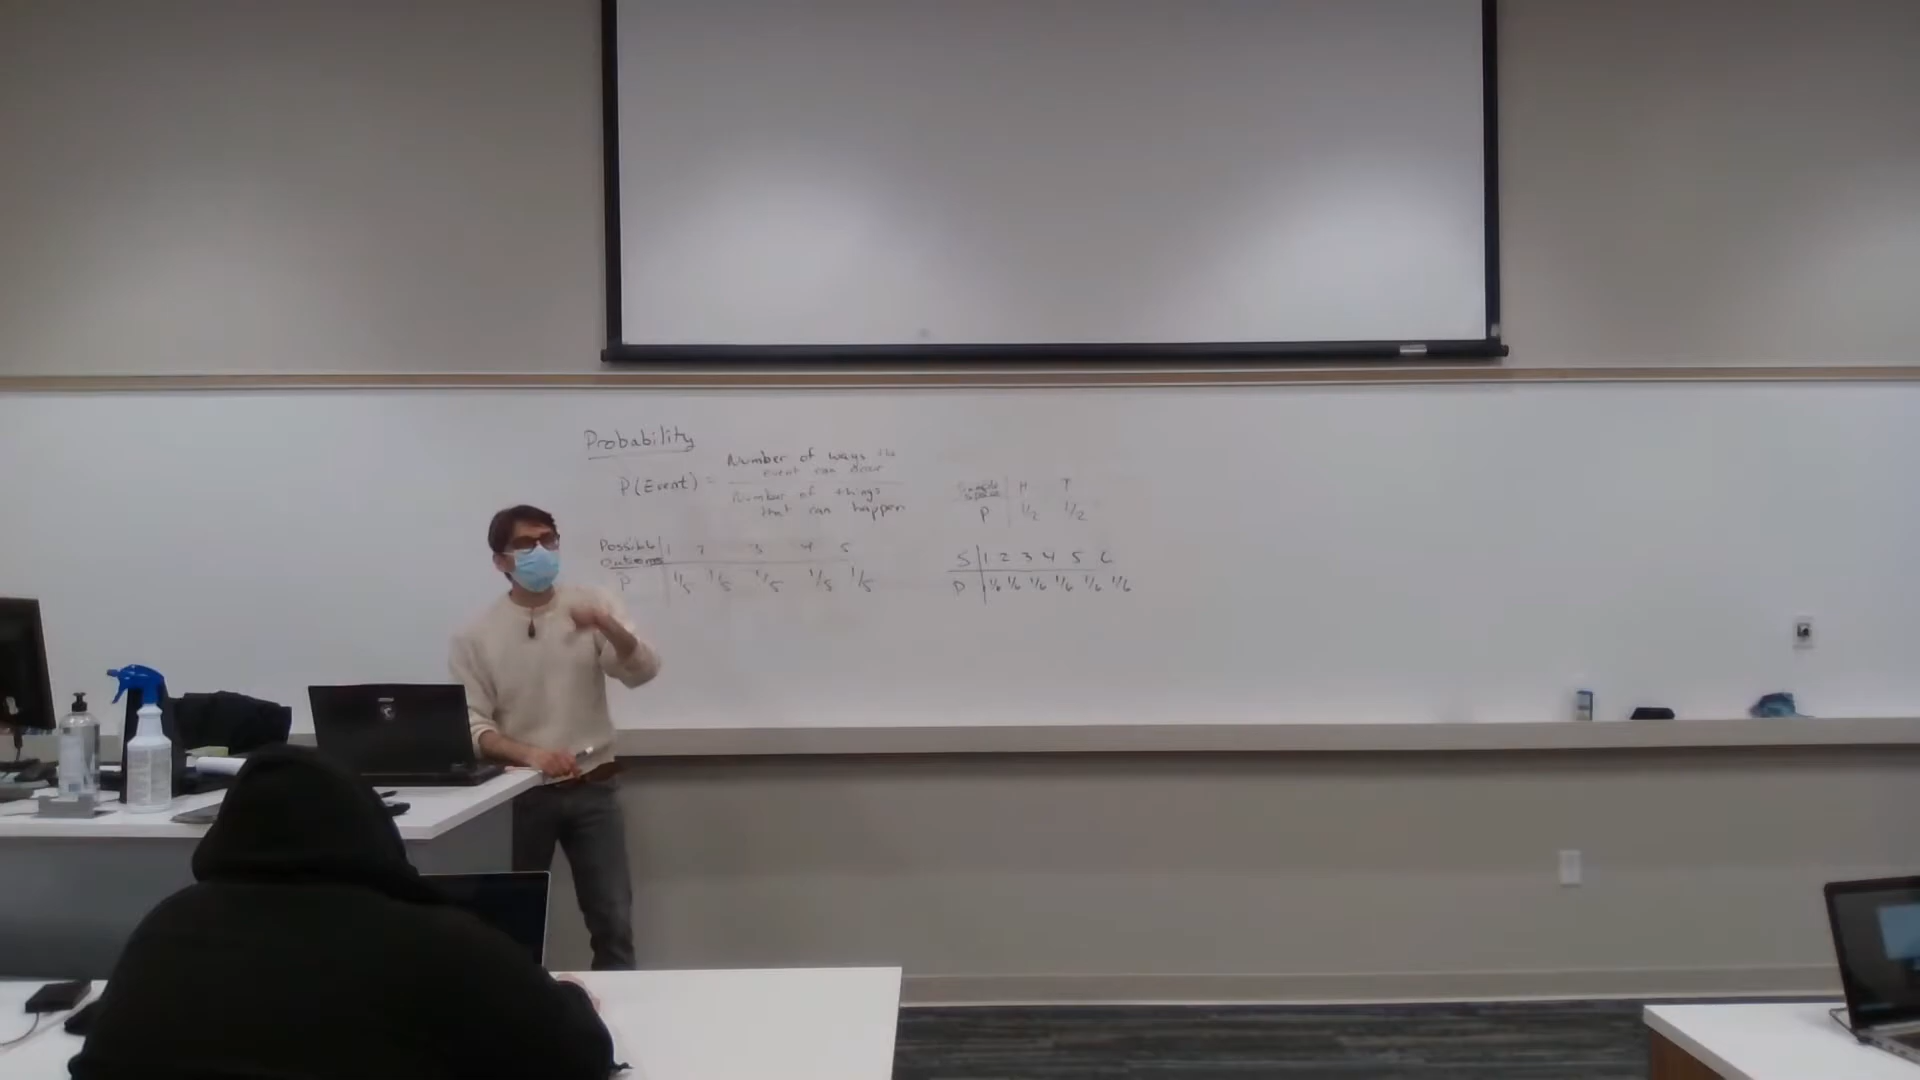 Probability
P(Event) =
Number of ways the
event can occur
Number of things
that can happen
Possible 1 2 3 4 5
Outcomes
P 1/5 1/5 1/5 1/5 1/5
Sample H T
Space
P 1/2 1/2
S 1 2 3 4 5 6
P 1/6 1/6 1/6 1/6 1/6 1/6